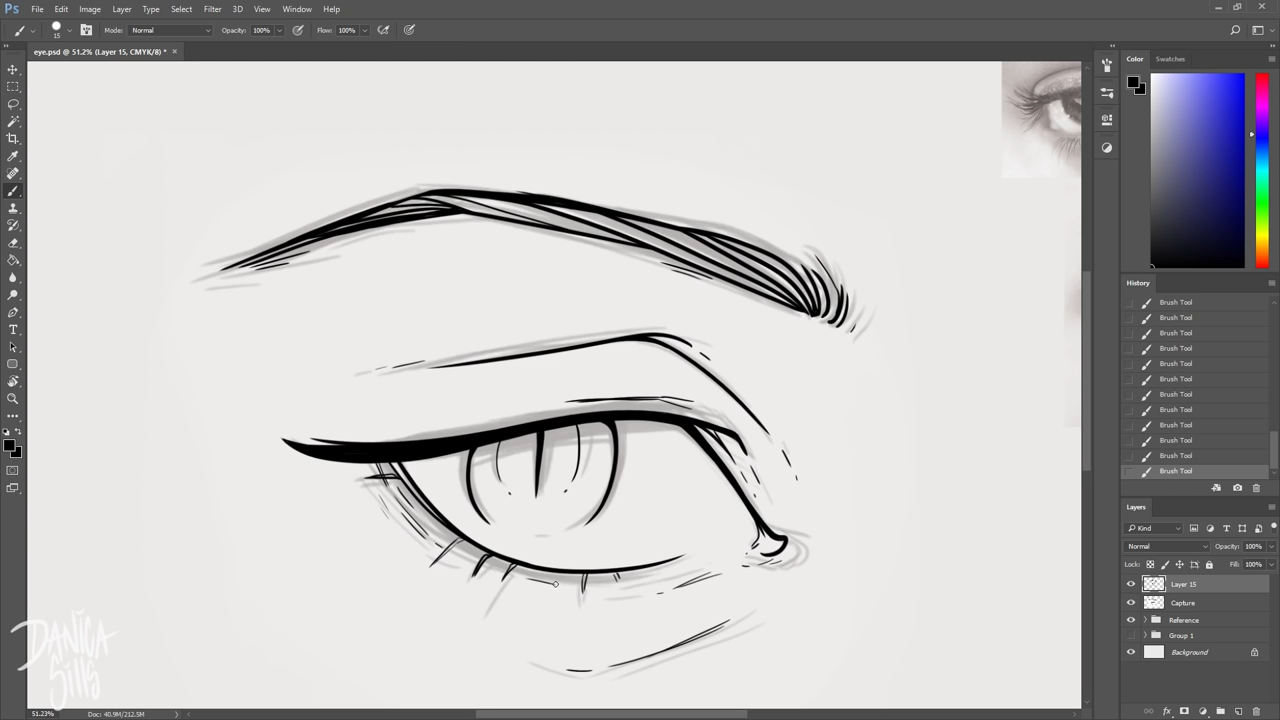 Ps File Edit Image Layer Type Select Filter 3D View Window Help
15 Mode: Normal Opacity: 100% Flow: 100%
eye.psd @ 51.2% (Layer 15, CMYK/8) * ×
Color Swatches
History
Brush Tool
Brush Tool
Brush Tool
Brush Tool
Brush Tool
Brush Tool
Brush Tool
Brush Tool
Brush Tool
Brush Tool
Brush Tool
Brush Tool
Layers
Kind
Normal Opacity: 100%
Lock: Fill: 100%
Layer 15
Capture
Reference
Group 1
Background
DANICA
Sills
51.23% Doc: 40.9M/212.5M